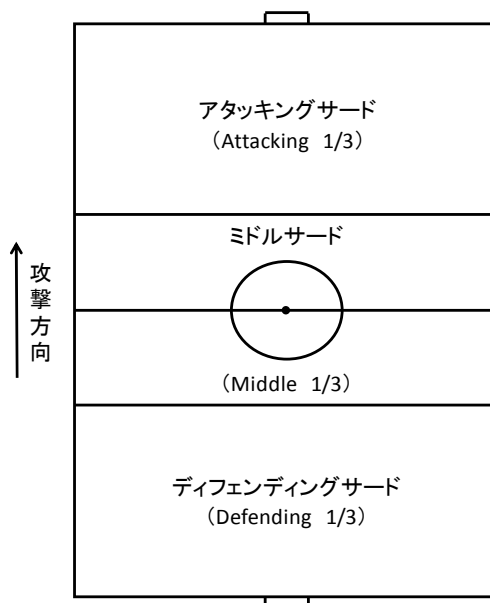 アタッキングサード
（Attacking 1/3）
ミドルサード
攻撃方向
（Middle 1/3）
ディフェンディングサード
（Defending 1/3）